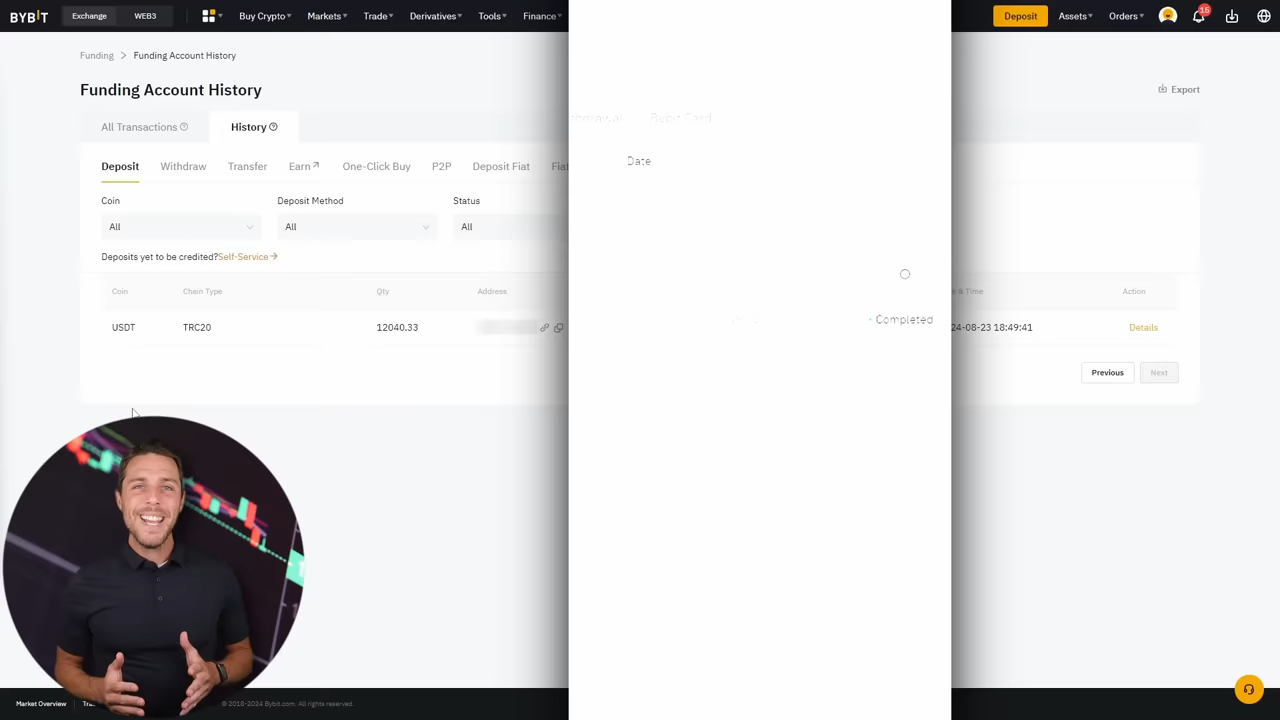 BYBIT Exchange WEB3 Buy Crypto Markets Trade Derivatives Tools Finance Deposit Assets Orders 15
Funding > Funding Account History
Funding Account History
Export
All Transactions History
Bybit Card
Deposit Withdraw Transfer Earn One-Click Buy P2P Deposit Fiat
Date
Coin Deposit Method Status
All All All
Deposits yet to be credited?Self-Service
Coin Chain Type Qty Address & Time Action
USDT TRC20 12040.33 24-08-23 18:49:41 Details
Completed
Previous Next
Market Overview © 2018-2024 Bybit.com. All rights reserved.